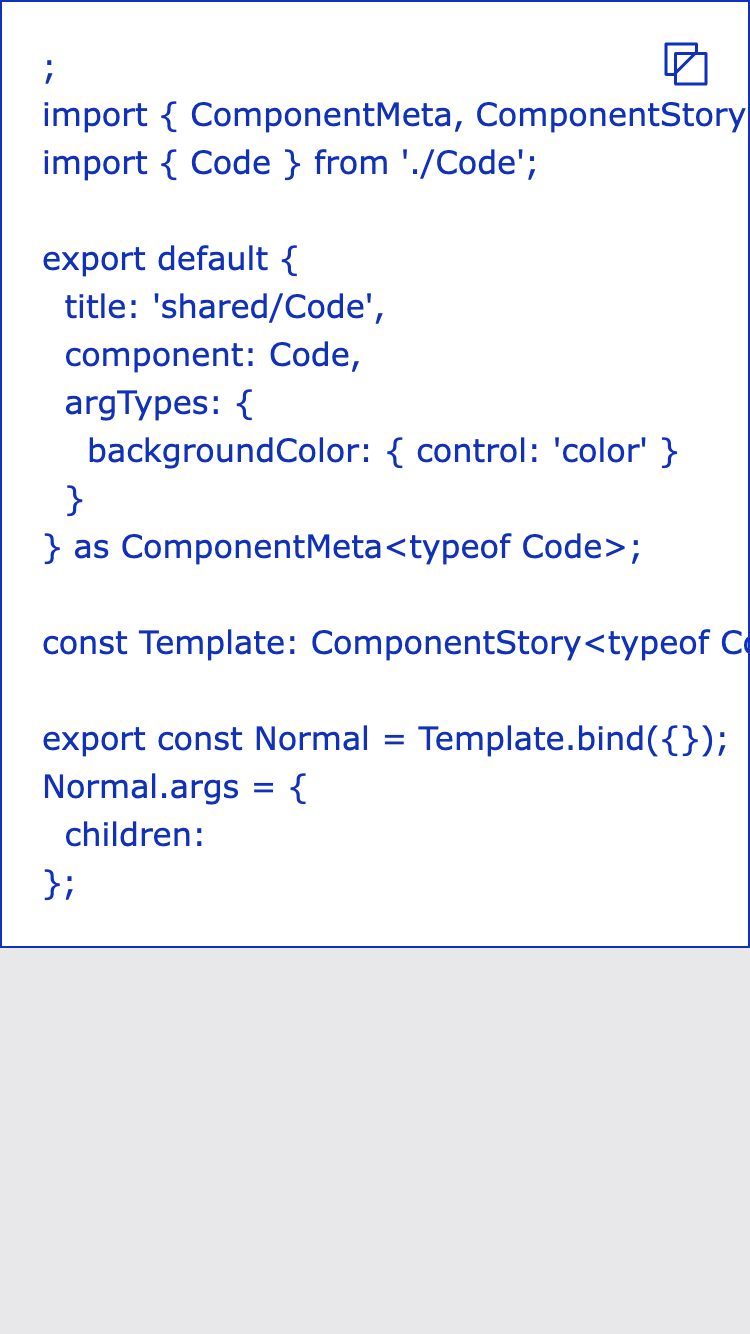 ;
import { ComponentMeta, ComponentStory
import { Code } from './Code';
export default {
title: 'shared/Code',
component: Code,
argTypes: {
backgroundColor: { control: 'color' }
}
} as ComponentMeta<typeof Code>;
const Template: ComponentStory<typeof
export const Normal = Template.bind({});
Normal.args = {
children:
};